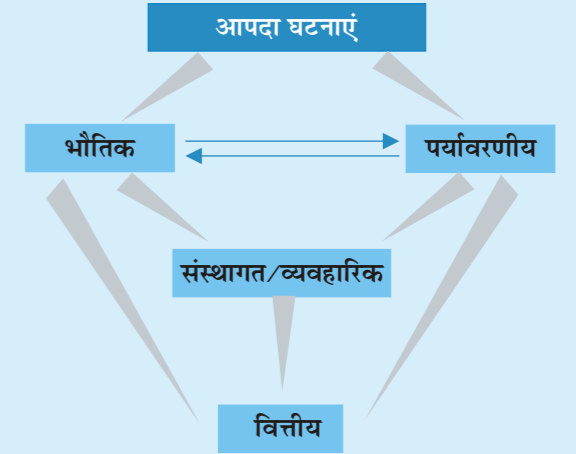 आपदा घटनाएं
भौतिक
पर्यावरणीय
संस्थागत/व्यवहारिक
वित्तीय